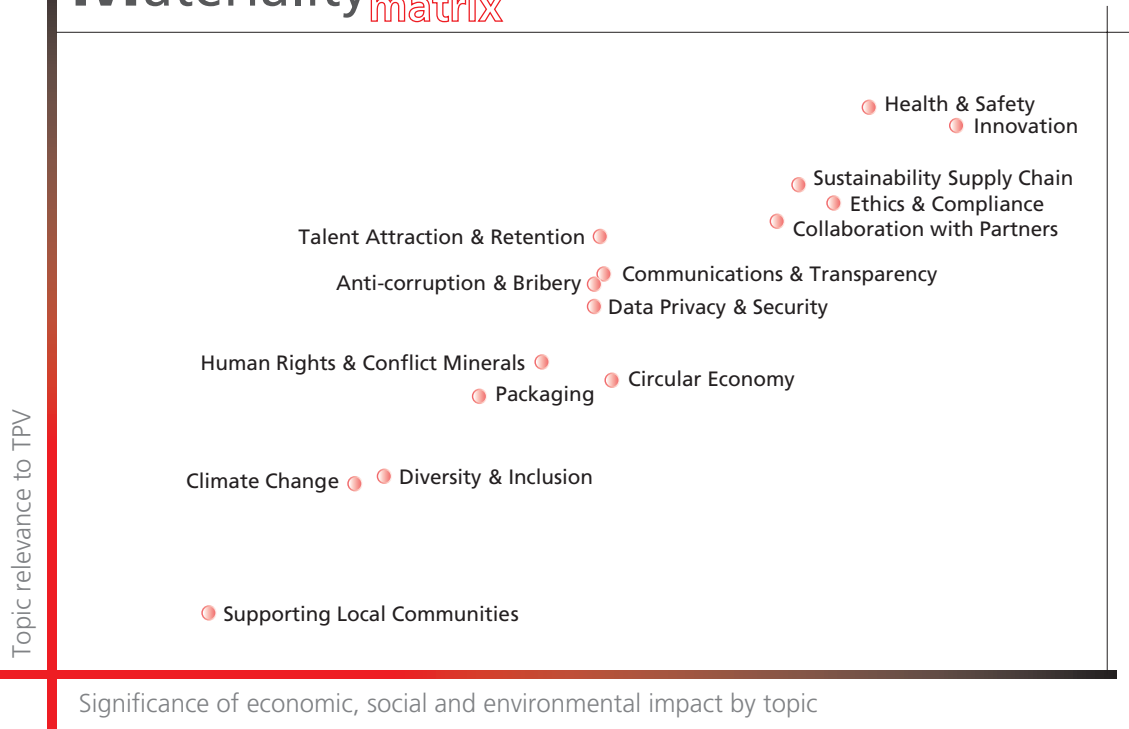 Materiality matrix
Health & Safety
Innovation
Sustainability Supply Chain
Ethics & Compliance
Collaboration with Partners
Talent Attraction & Retention
Communications & Transparency
Anti-corruption & Bribery
Data Privacy & Security
Human Rights & Conflict Minerals
Circular Economy
Packaging
Diversity & Inclusion
Climate Change
Supporting Local Communities
Topic relevance to TPV
Significance of economic, social and environmental impact by topic